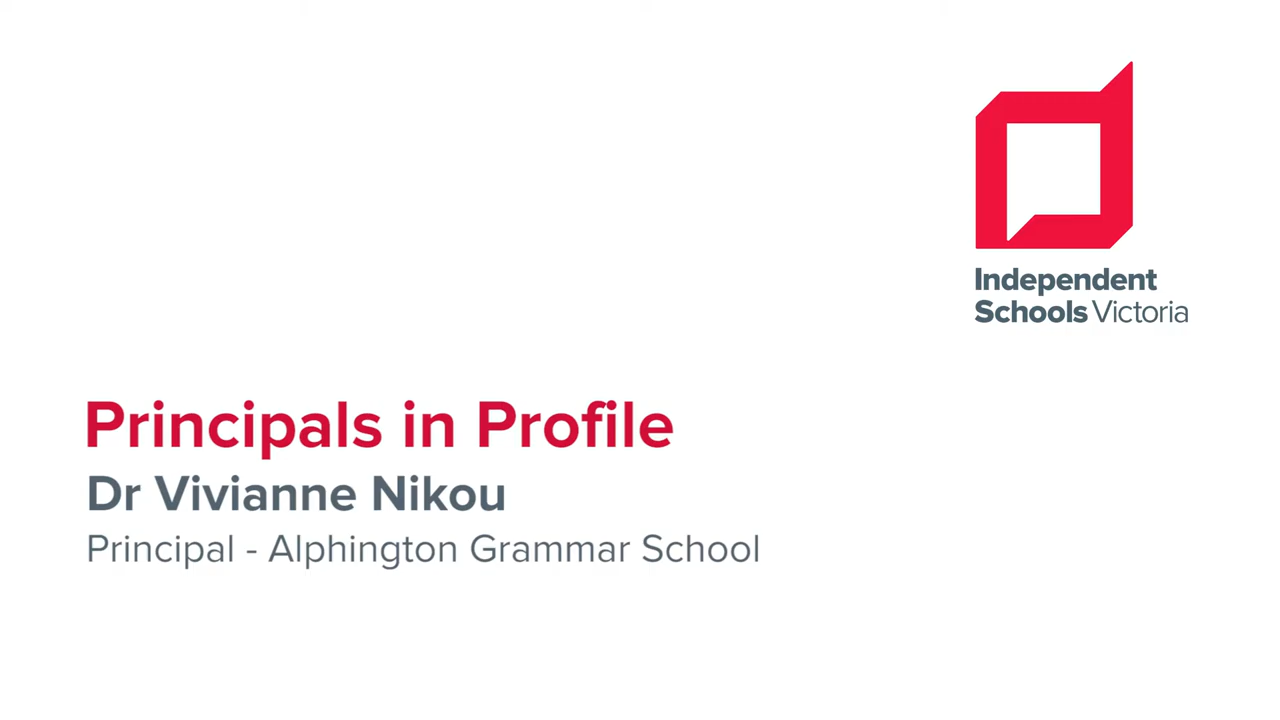 Independent
Schools Victoria
Principals in Profile
Dr Vivianne Nikou
Principal - Alphington Grammar School